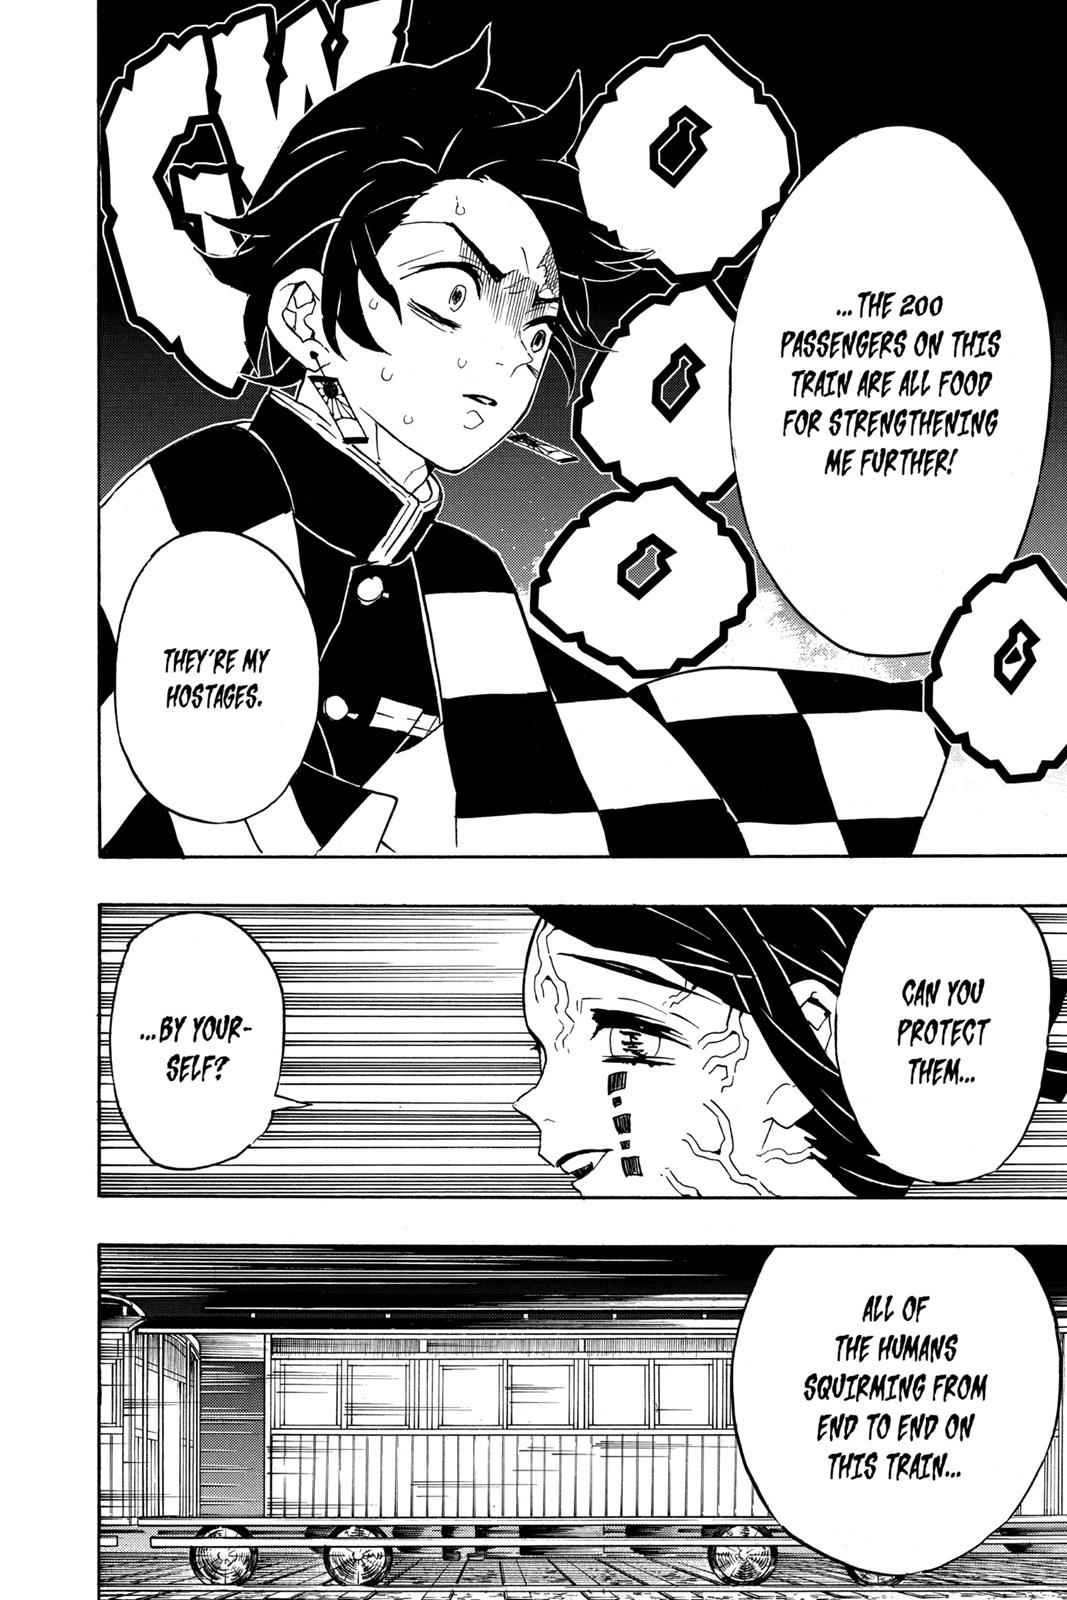 GWOOOO
...THE 200
PASSENGERS ON THIS
TRAIN ARE ALL FOOD
FOR STRENGTHENING
ME FURTHER!
THEY'RE MY
HOSTAGES.
CAN YOU
PROTECT
THEM...
...BY YOUR-
SELF?
ALL OF
THE HUMANS
SQUIRMING FROM
END TO END ON
THIS TRAIN...